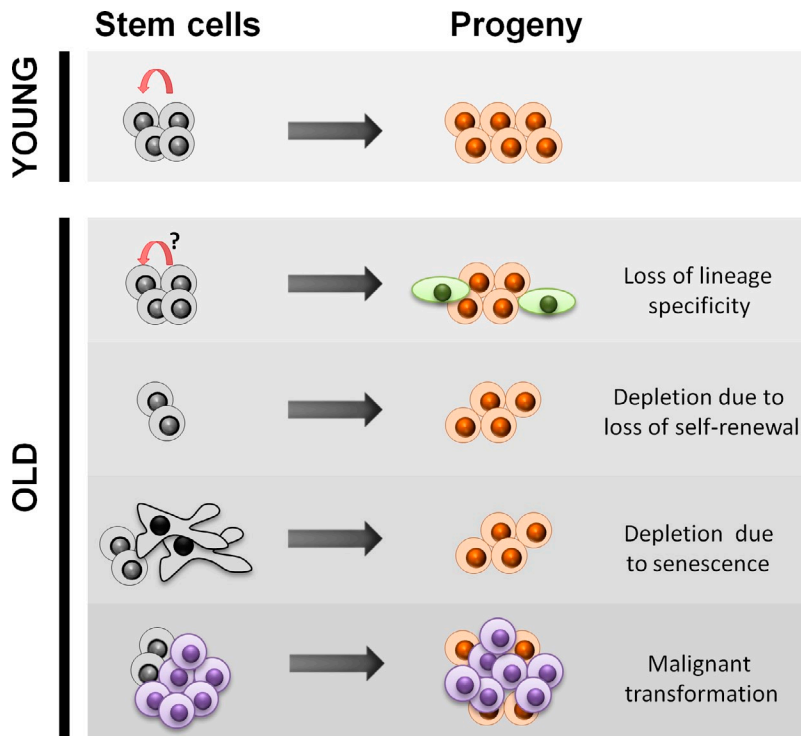 Stem cells Progeny
YOUNG
?
Loss of lineage
specificity
OLD
Depletion due to
loss of self-renewal
Depletion due
to senescence
Malignant
transformation